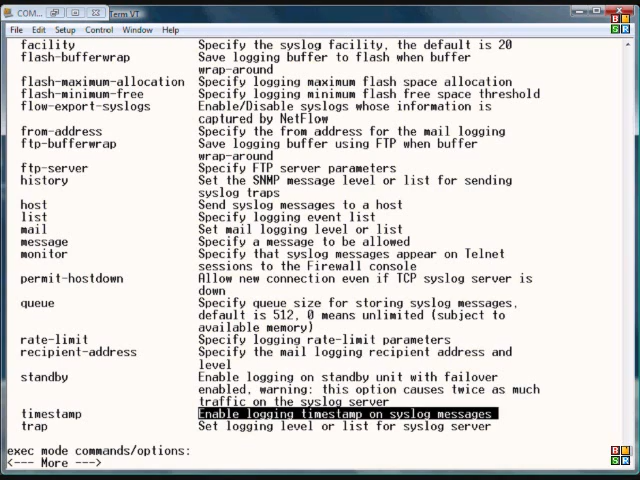 COM...
Term VT
File Edit Setup Control Window Help
facility Specify the syslog facility, the default is 20
flash-bufferwrap Save logging buffer to flash when buffer
wrap-around
flash-maximum-allocation Specify logging maximum flash space allocation
flash-minimum-free Specify logging minimum flash free space threshold
flow-export-syslogs Enable/Disable syslogs whose information is
captured by NetFlow
from-address Specify the from address for the mail logging
ftp-bufferwrap Save logging buffer using FTP when buffer
wrap-around
ftp-server Specify FTP server parameters
history Set the SNMP message level or list for sending
syslog traps
host Send syslog messages to a host
list Specify logging event list
mail Set mail logging level or list
message Specify a message to be allowed
monitor Specify that syslog messages appear on Telnet
sessions to the Firewall console
permit-hostdown Allow new connection even if TCP syslog server is
down
queue Specify queue size for storing syslog messages,
default is 512, 0 means unlimited (subject to
available memory)
rate-limit Specify logging rate-limit parameters
recipient-address Specify the mail logging recipient address and
level
standby Enable logging on standby unit with failover
enabled, warning: this option causes twice as much
traffic on the syslog server
timestamp Enable logging timestamp on syslog messages
trap Set logging level or list for syslog server
exec mode commands/options:
<--- More --->